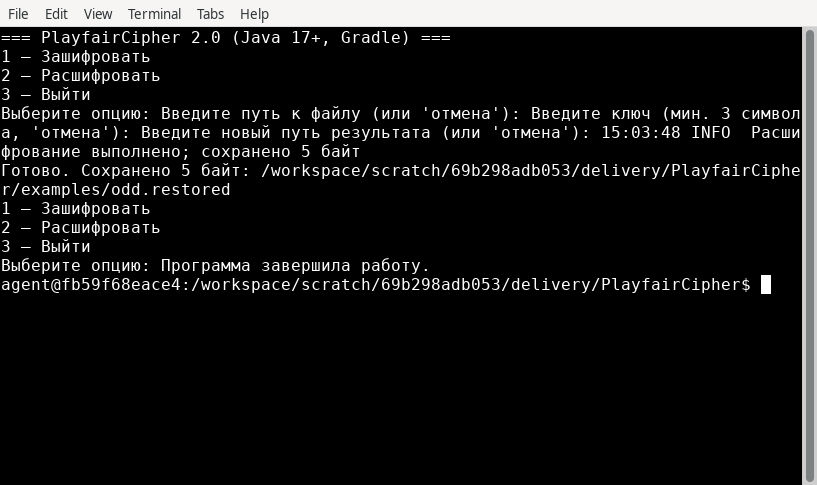 File Edit View Terminal Tabs Help
=== PlayfairCipher 2.0 (Java 17+, Gradle) ===
1 — Зашифровать
2 — Расшифровать
3 — Выйти
Выберите опцию: Введите путь к файлу (или 'отмена'): Введите ключ (мин. 3 символ
а, 'отмена'): Введите новый путь результата (или 'отмена'): 15:03:48 INFO  Расши
фрование выполнено; сохранено 5 байт
Готово. Сохранено 5 байт: /workspace/scratch/69b298adb053/delivery/PlayfairCiphe
r/examples/odd.restored
1 — Зашифровать
2 — Расшифровать
3 — Выйти
Выберите опцию: Программа завершила работу.
agent@fb59f68eace4:/workspace/scratch/69b298adb053/delivery/PlayfairCipher$